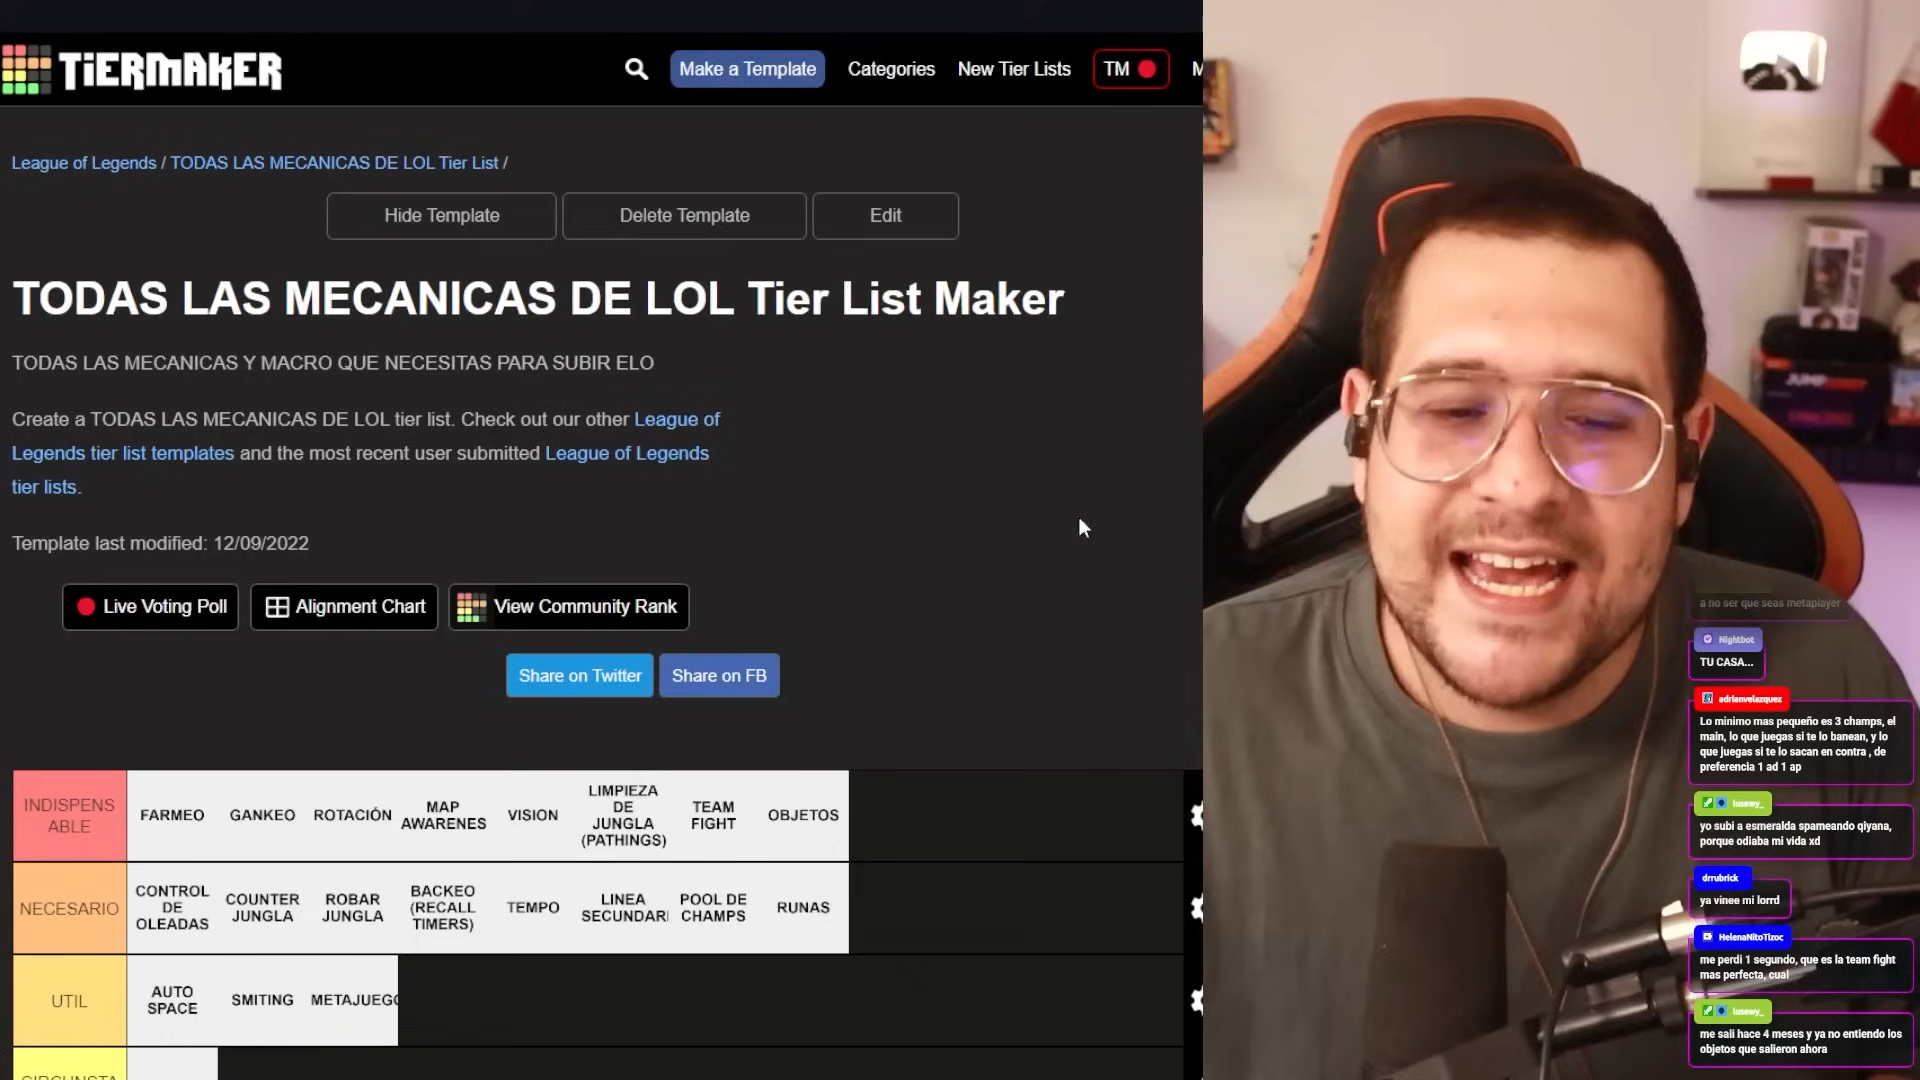 TiERMAKER
Make a Template
Categories
New Tier Lists
TM
League of Legends / TODAS LAS MECANICAS DE LOL Tier List /
Hide Template
Delete Template
Edit
TODAS LAS MECANICAS DE LOL Tier List Maker
TODAS LAS MECANICAS Y MACRO QUE NECESITAS PARA SUBIR ELO
Create a TODAS LAS MECANICAS DE LOL tier list. Check out our other League of
Legends tier list templates and the most recent user submitted League of Legends
tier lists.
Template last modified: 12/09/2022
Live Voting Poll
Alignment Chart
View Community Rank
Share on Twitter
Share on FB
INDISPENS
ABLE
FARMEO
GANKEO
ROTACIÓN
MAP
AWARENES
VISION
LIMPIEZA
DE
JUNGLA
(PATHINGS)
TEAM
FIGHT
OBJETOS
NECESARIO
CONTROL
DE
OLEADAS
COUNTER
JUNGLA
ROBAR
JUNGLA
BACKEO
(RECALL
TIMERS)
TEMPO
LINEA
SECUNDARI
POOL DE
CHAMPS
RUNAS
UTIL
AUTO
SPACE
SMITING
METAJUEGO
a no ser que seas metaplayer
Nightbot
TU CASA...
adrianvelazquez
Lo minimo mas pequeño es 3 champs, el
main, lo que juegas si te lo banean, y lo
que juegas si te lo sacan en contra , de
preferencia 1 ad 1 ap
lusewy_
yo subi a esmeralda spameando qiyana,
porque odiaba mi vida xd
drrubrick
ya vinee mi lorrd
HelenaNitoTizoc
me perdi 1 segundo, que es la team fight
mas perfecta, cual
lusewy_
me sali hace 4 meses y ya no entiendo los
objetos que salieron ahora